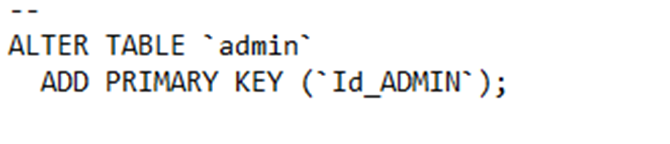 --
ALTER TABLE `admin`
  ADD PRIMARY KEY (`Id_ADMIN`);